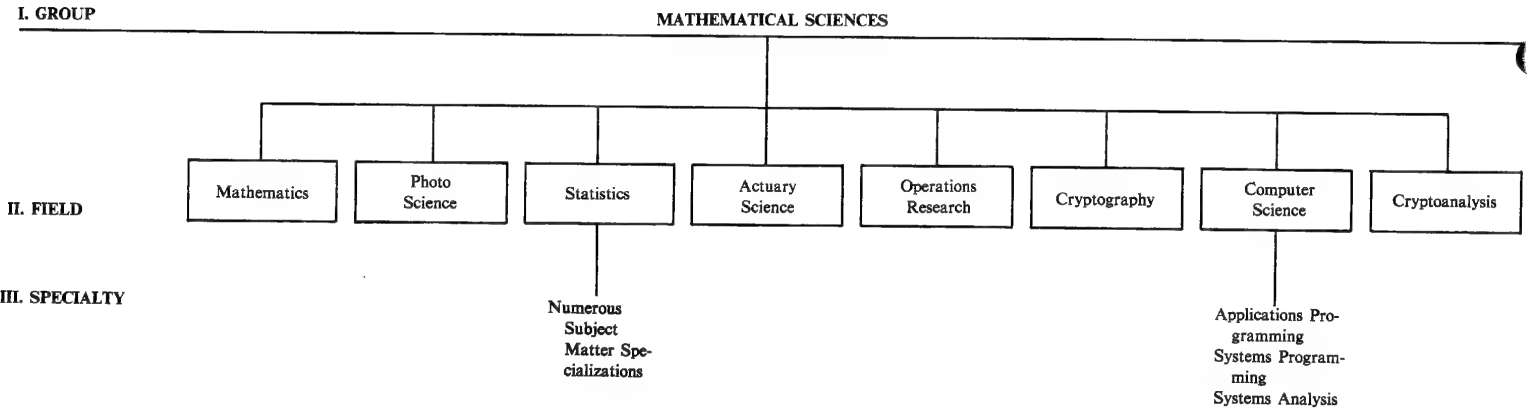 I. GROUP
MATHEMATICAL SCIENCES
II. FIELD
Mathematics
Photo
Science
Statistics
Actuary
Science
Operations
Research
Cryptography
Computer
Science
Cryptoanalysis
III. SPECIALTY
Numerous
Subject
Matter Spe-
cializations
Applications Pro-
gramming
Systems Program-
ming
Systems Analysis